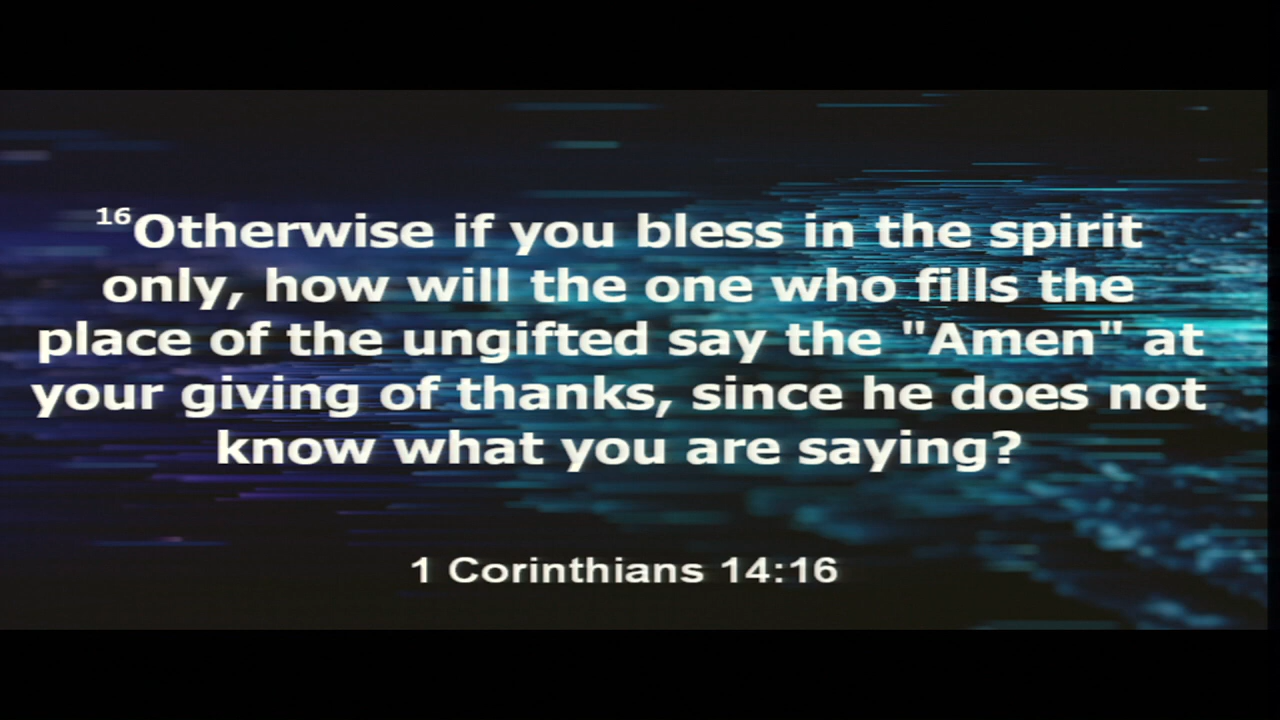 16Otherwise if you bless in the spirit
only, how will the one who fills the
place of the ungifted say the "Amen" at
your giving of thanks, since he does not
know what you are saying?
1 Corinthians 14:16